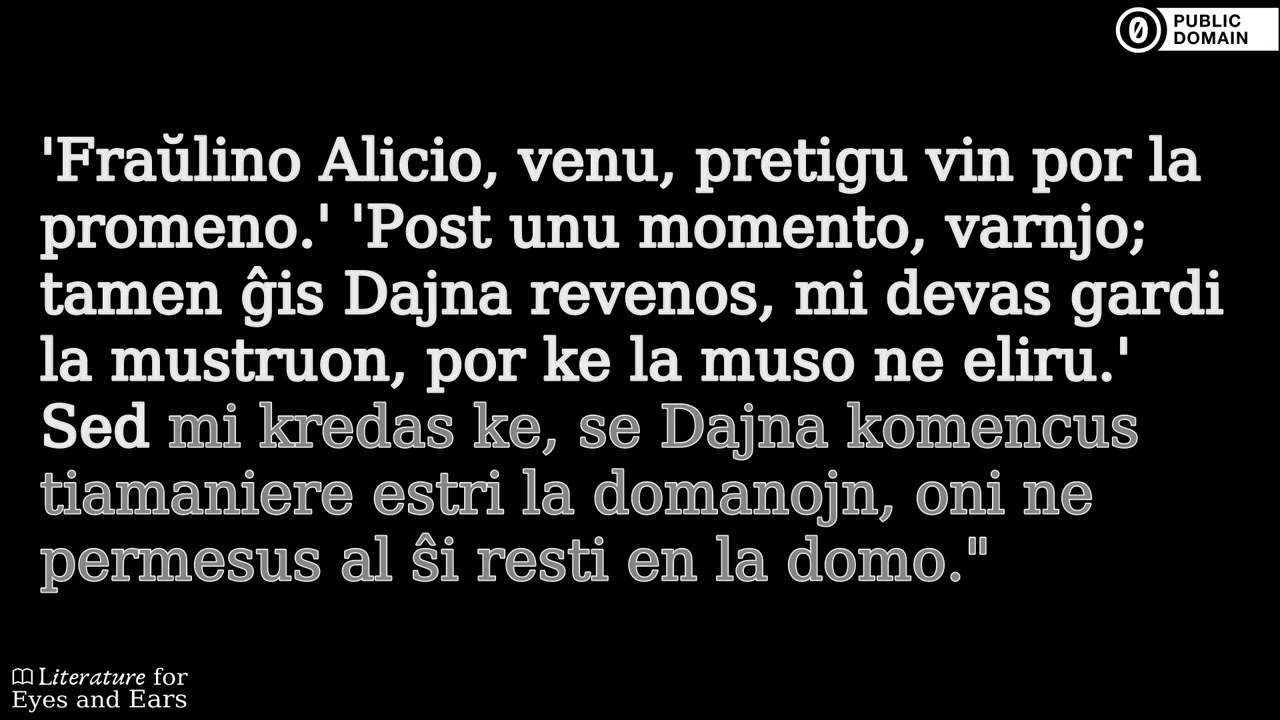 PUBLIC
DOMAIN
'Fraŭlino Alicio, venu, pretigu vin por la
promeno.' 'Post unu momento, varnjo;
tamen ĝis Dajna revenos, mi devas gardi
la mustruon, por ke la muso ne eliru.'
Sed mi kredas ke, se Dajna komencus
tiamaniere estri la domanojn, oni ne
permesus al ŝi resti en la domo."
Literature for
Eyes and Ears